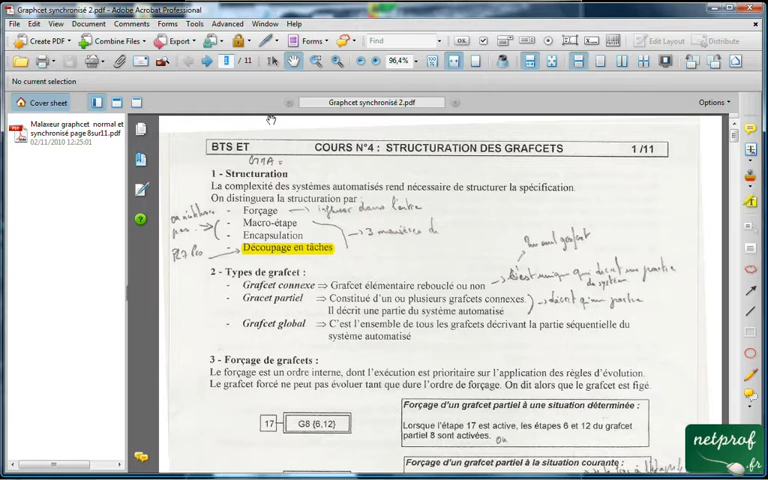 Graphcet synchronisé 2.pdf - Adobe Acrobat Professional
File Edit View Document Comments Forms Tools Advanced Window Help
Create PDF Combine Files Export Forms Find OK Edit Layout Distribute
1 / 11 96,4%
No current selection
Cover sheet Graphcet synchronisé 2.pdf Options
Malaxeur graphcet normal et
synchronisé page 8sur11.pdf
02/11/2010 12:25:01
BTS ET COURS N°4 : STRUCTURATION DES GRAFCETS 1 /11
1 - Structuration
La complexité des systèmes automatisés rend nécessaire de structurer la spécification.
On distinguera la structuration par
- Forçage
- Macro-étape → 3 manières de
- Encapsulation
PL7 Pro → - Découpage en tâches
2 - Types de grafcet :
- Grafcet connexe ⇒ Grafcet élémentaire rebouclé ou non
- Gracet partiel ⇒ Constitué d'un ou plusieurs grafcets connexes.
Il décrit une partie du système automatisé
- Grafcet global ⇒ C'est l'ensemble de tous les grafcets décrivant la partie séquentielle du
système automatisé
3 - Forçage de grafcets :
Le forçage est un ordre interne, dont l'exécution est prioritaire sur l'application des règles d'évolution.
Le grafcet forcé ne peut pas évoluer tant que dure l'ordre de forçage. On dit alors que le grafcet est figé.
17 G8 {6,12}
Forçage d'un grafcet partiel à une situation déterminée :
Lorsque l'étape 17 est active, les étapes 6 et 12 du grafcet
partiel 8 sont activées.
Forçage d'un grafcet partiel à la situation courante :
netprof
.fr